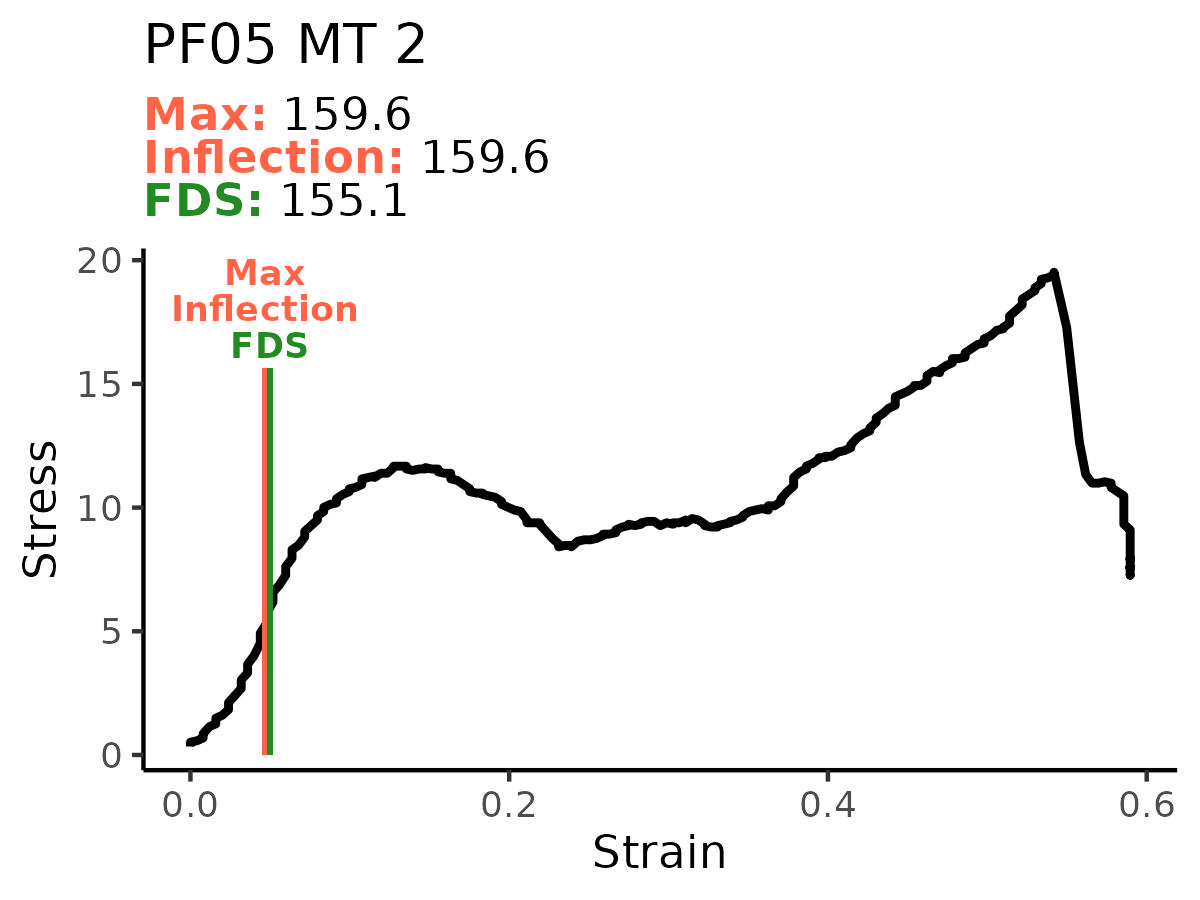 PF05 MT 2
Max: 159.6
Inflection: 159.6
FDS: 155.1
20
15
10
5
0
Stress
Max
Inflection
FDS
0.0 0.2 0.4 0.6
Strain